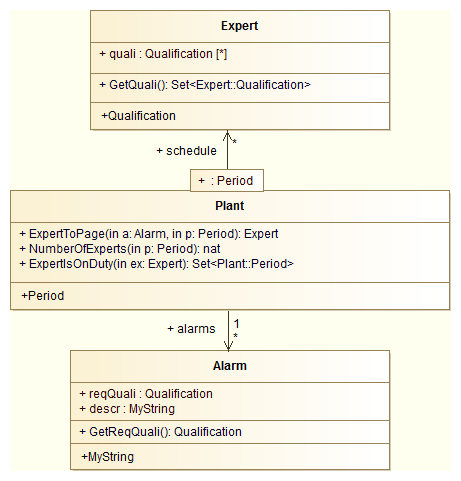 Expert
+ quali : Qualification [*]
+ GetQuali(): Set<Expert::Qualification>
+Qualification
+ schedule
*
+ : Period
Plant
+ ExpertToPage(in a: Alarm, in p: Period): Expert
+ NumberOfExperts(in p: Period): nat
+ ExpertIsOnDuty(in ex: Expert): Set<Plant::Period>
+Period
+ alarms
1
*
Alarm
+ reqQuali : Qualification
+ descr : MyString
+ GetReqQuali(): Qualification
+MyString